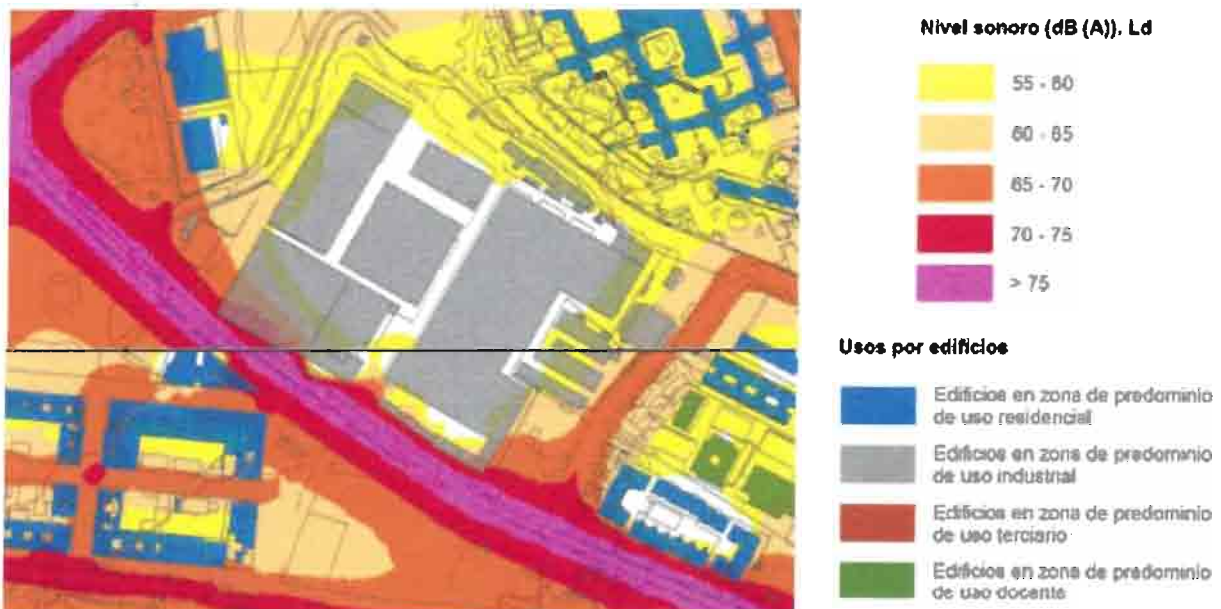 Nivel sonoro (dB (A)). Ld
55 - 60
60 - 65
65 - 70
70 - 75
> 75
Usos por edificios
Edificios en zona de predominio
de uso residencial
Edificios en zona de predominio
de uso industrial
Edificios en zona de predominio
de uso terciario
Edificios en zona de predominio
de uso docente